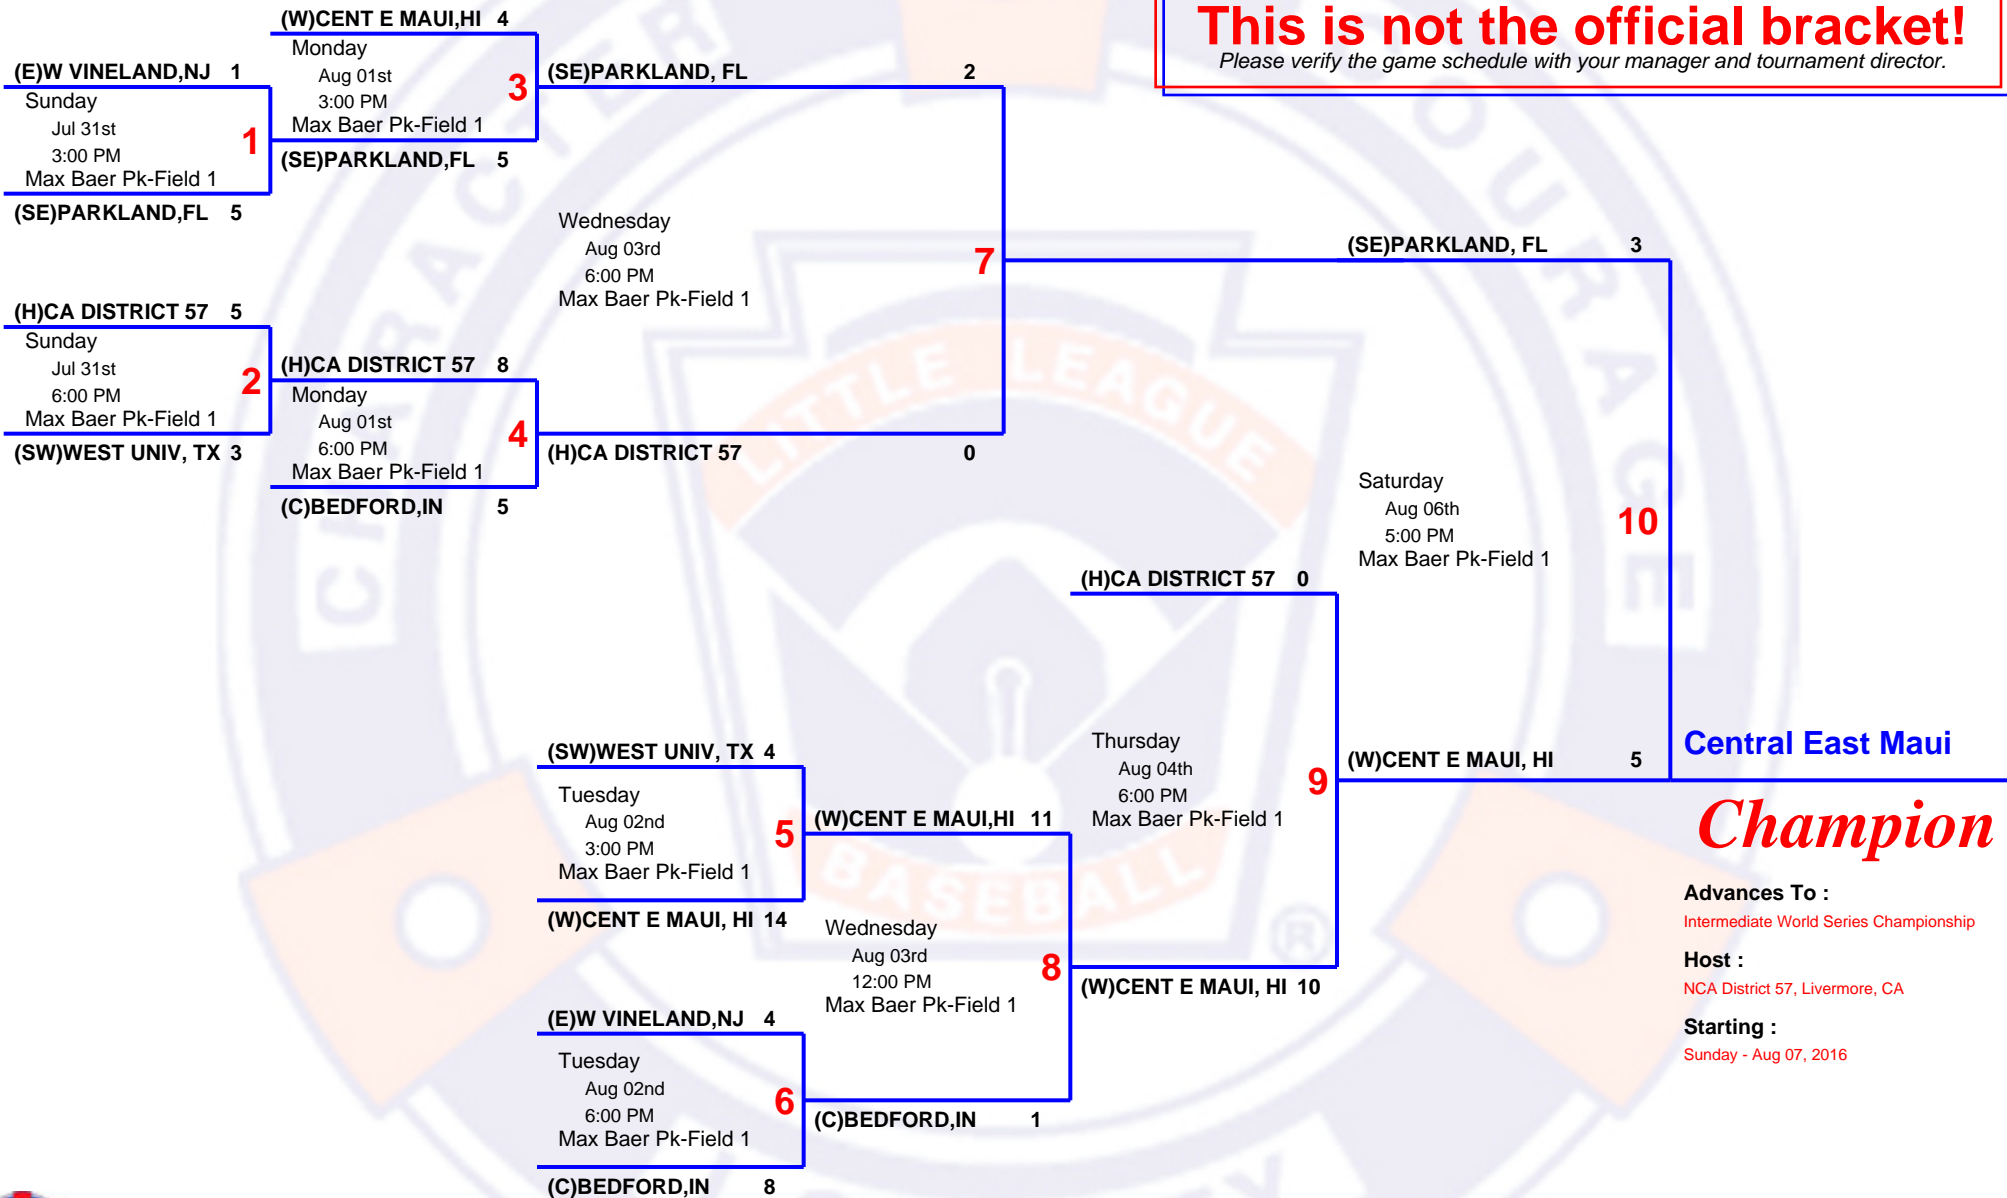 This is not the official bracket!
Please verify the game schedule with your manager and tournament director.
(E)W VINELAND,NJ 1
Sunday
Jul 31st
3:00 PM
Max Baer Pk-Field 1
1
(SE)PARKLAND,FL 5
(H)CA DISTRICT 57 5
Sunday
Jul 31st
6:00 PM
Max Baer Pk-Field 1
2
(SW)WEST UNIV, TX 3
(W)CENT E MAUI,HI 4
Monday
Aug 01st
3:00 PM
Max Baer Pk-Field 1
3
(SE)PARKLAND,FL 5
(H)CA DISTRICT 57 8
Monday
Aug 01st
6:00 PM
Max Baer Pk-Field 1
4
(C)BEDFORD,IN 5
(SE)PARKLAND, FL 2
Wednesday
Aug 03rd
6:00 PM
Max Baer Pk-Field 1
7
(H)CA DISTRICT 57 0
(SW)WEST UNIV, TX 4
Tuesday
Aug 02nd
3:00 PM
Max Baer Pk-Field 1
5
(W)CENT E MAUI, HI 14
(E)W VINELAND,NJ 4
Tuesday
Aug 02nd
6:00 PM
Max Baer Pk-Field 1
6
(C)BEDFORD,IN 8
(W)CENT E MAUI,HI 11
Wednesday
Aug 03rd
12:00 PM
Max Baer Pk-Field 1
8
(C)BEDFORD,IN 1
(H)CA DISTRICT 57 0
Thursday
Aug 04th
6:00 PM
Max Baer Pk-Field 1
9
(W)CENT E MAUI, HI 10
(SE)PARKLAND, FL 3
Saturday
Aug 06th
5:00 PM
Max Baer Pk-Field 1
10
(W)CENT E MAUI, HI 5
Central East Maui
Champion
Advances To :
Intermediate World Series Championship
Host :
NCA District 57, Livermore, CA
Starting :
Sunday - Aug 07, 2016
CHARACTER
COURAGE
LITTLE LEAGUE
BASEBALL
®